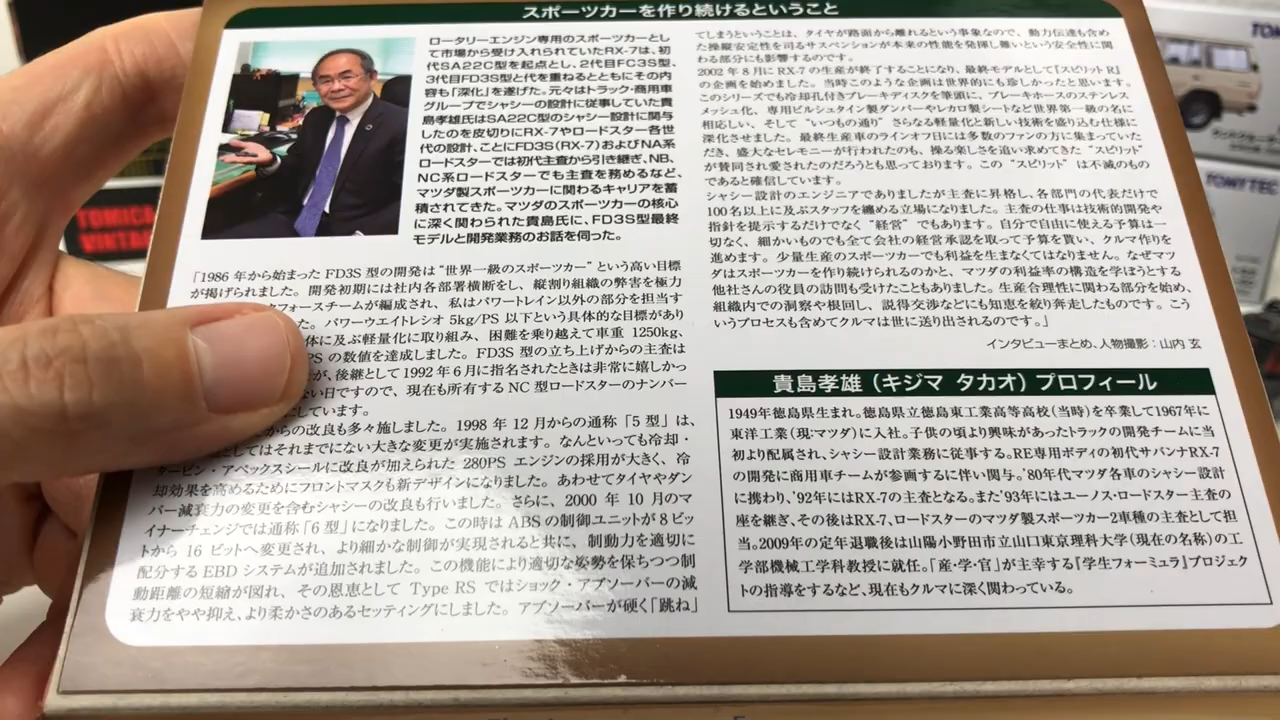 スポーツカーを作り続けるということ
ロータリーエンジン専用のスポーツカーとし
て市場から受け入れられていたRX-7は、初
代SA22C型を起点とし、2代目FC3S型、
3代目FD3S型と代を重ねるとともにその内
容も「深化」を遂げた。元々はトラック・商用車
グループでシャシーの設計に従事していた貴
島孝雄氏はSA22C型のシャシー設計に関与
したのを皮切りにRX-7やロードスター各世
代の設計、ことにFD3S(RX-7)およびNA系
ロードスターでは初代主査から引き継ぎ、NB、
NC系ロードスターでも主査を務めるなど、
マツダ製スポーツカーに関わるキャリアを蓄
積されてきた。マツダのスポーツカーの核心
に深く関わられた貴島氏に、FD3S型最終
モデルと開発業務のお話を伺った。
「1986 年から始まった FD3S 型の開発は“世界一級のスポーツカー” という高い目標
が掲げられました。開発初期には社内各部署横断をし、縦割り組織の弊害を極力
クフォースチームが編成され、私はパワートレイン以外の部分を担当す
た。パワーウエイトレシオ 5kg/PS 以下という具体的な目標があり
体に及ぶ軽量化に取り組み、困難を乗り越えて車重 1250kg、
PS の数値を達成しました。FD3S 型の立ち上げからの主査は
が、後継として 1992 年 6 月に指名されたときは非常に嬉しかっ
ない日ですので、現在も所有する NC 型ロードスターのナンバー
にしています。
からの改良も多々施しました。1998 年 12 月からの通称「5 型」は、
としてはそれまでにない大きな変更が実施されます。なんといっても冷却・
タービン・アペックスシールに改良が加えられた 280PS エンジンの採用が大きく、冷
却効果を高めるためにフロントマスクも新デザインになりました。あわせてタイヤやダン
パー減衰力の変更を含むシャシーの改良も行いました。さらに、2000 年 10 月のマ
イナーチェンジでは通称「6 型」になりました。この時は ABS の制御ユニットが 8 ビッ
トから 16 ビットへ変更され、より細かな制御が実現されると共に、制動力を適切に
配分する EBD システムが追加されました。この機能により適切な姿勢を保ちつつ制
動距離の短縮が図れ、その恩恵として Type RS ではショック・アブソーバーの減
衰力をやや抑え、より柔かさのあるセッティングにしました。アブソーバーが硬く「跳ね」
てしまうということは、タイヤが路面から離れるという事象なので、動力伝達も含め
た操縦安定性を司るサスペンションが本来の性能を発揮し難いという安全性に関
わる部分にも影響するのです。
2002 年 8 月に RX-7 の生産が終了することになり、最終モデルとして『スピリット R』
の企画を始めました。当時このような企画は世界的にも珍しかったと思います。
このシリーズでも冷却孔付きブレーキディスクを筆頭に、ブレーキホースのステンレス
メッシュ化、専用ビルシュタイン製ダンパーやレカロ製シートなど世界第一級の名に
相応しい、そして “いつもの通り” さらなる軽量化と新しい技術を盛り込む仕様に
深化させました。最終生産車のラインオフ日には多数のファンの方に集まっていた
だき、盛大なセレモニーが行われたのも、操る楽しさを追い求めてきた “スピリット”
が賛同され愛されたのだろうとも思っております。この “スピリット” は不滅のもの
であると確信しています。
シャシー設計のエンジニアでありましたが主査に昇格し、各部門の代表だけで
100 名以上に及ぶスタッフを纏める立場になりました。主査の仕事は技術的開発や
指針を提示するだけでなく “経営” でもあります。自分で自由に使える予算は一
切なく、細かいものでも全て会社の経営承認を取って予算を貰い、クルマ作りを
進めます。少量生産のスポーツカーでも利益を生まなくてはなりません。なぜマツ
ダはスポーツカーを作り続けられるのかと、マツダの利益率の構造を学ぼうとする
他社さんの役員の訪問も受けたこともありました。生産合理性に関わる部分を始め、
組織内での洞察や根回し、説得交渉などにも知恵を絞り奔走したものです。こう
いうプロセスも含めてクルマは世に送り出されるのです。」
インタビューまとめ、人物撮影：山内 玄
貴島孝雄（キジマ タカオ）プロフィール
1949年徳島県生まれ。徳島県立徳島東工業高等高校(当時)を卒業して1967年に
東洋工業(現:マツダ)に入社。子供の頃より興味があったトラックの開発チームに当
初より配属され、シャシー設計業務に従事する。RE専用ボディの初代サバンナRX-7
の開発に商用車チームが参画するに伴い関与。'80年代マツダ各車のシャシー設計
に携わり、'92年にはRX-7の主査となる。また'93年にはユーノス・ロードスター主査の
座を継ぎ、その後はRX-7、ロードスターのマツダ製スポーツカー2車種の主査として担
当。2009年の定年退職後は山陽小野田市立山口東京理科大学(現在の名称)の工
学部機械工学科教授に就任。「産・学・官」が主幸する『学生フォーミュラ』プロジェク
トの指導をするなど、現在もクルマに深く関わっている。
TOMICA
VINTAG
TOMYTEC